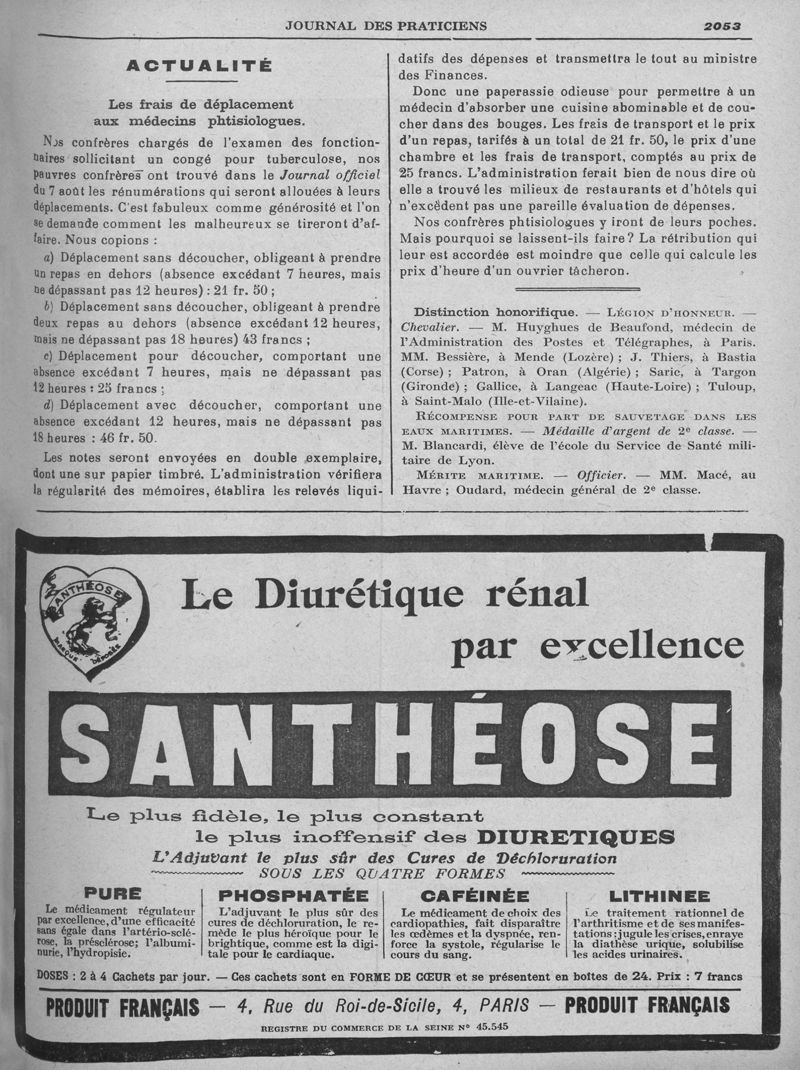 JOURNAL DES PRATICIENS 2053
ACTUALITÉ
Les frais de déplacement
aux médecins phtisiologues.
Nos confrères chargés de l'examen des fonction-
naires sollicitant un congé pour tuberculose, nos
pauvres confrères ont trouvé dans le Journal officiel
du 7 août les rénumérations qui seront allouées à leurs
déplacements. C'est fabuleux comme générosité et l'on
se demande comment les malheureux se tireront d'af-
faire. Nous copions :
a) Déplacement sans découcher, obligeant à prendre
un repas en dehors (absence excédant 7 heures, mais
ne dépassant pas 12 heures) : 21 fr. 50 ;
b) Déplacement sans découcher, obligeant à prendre
deux repas au dehors (absence excédant 12 heures,
mais ne dépassant pas 18 heures) 43 francs ;
c) Déplacement pour découcher, comportant une
absence excédant 7 heures, mais ne dépassant pas
12 heures : 25 francs ;
d) Déplacement avec découcher, comportant une
absence excédant 12 heures, mais ne dépassant pas
18 heures : 46 fr. 50.
Les notes seront envoyées en double exemplaire,
dont une sur papier timbré. L'administration vérifiera
la régularité des mémoires, établira les relevés liqui-
datifs des dépenses et transmettra le tout au ministre
des Finances.
Donc une paperassie odieuse pour permettre à un
médecin d'absorber une cuisine abominable et de cou-
cher dans des bouges. Les frais de transport et le prix
d'un repas, tarifés à un total de 21 fr. 50, le prix d'une
chambre et les frais de transport, comptés au prix de
25 francs. L'administration ferait bien de nous dire où
elle a trouvé les milieux de restaurants et d'hôtels qui
n'excèdent pas une pareille évaluation de dépenses.
Nos confrères phtisiologues y iront de leurs poches.
Mais pourquoi se laissent-ils faire? La rétribution qui
leur est accordée est moindre que celle qui calcule les
prix d'heure d'un ouvrier tâcheron.
Distinction honorifique. — LÉGION D'HONNEUR. —
Chevalier. — M. Huyghues de Beaufond, médecin de
l'Administration des Postes et Télégraphes, à Paris.
MM. Bessière, à Mende (Lozère) ; J. Thiers, à Bastia
(Corse) ; Patron, à Oran (Algérie) ; Saric, à Targon
(Gironde) ; Gallice, à Langeac (Haute-Loire) ; Tuloup,
à Saint-Malo (Ille-et-Vilaine).
RÉCOMPENSE POUR PART DE SAUVETAGE DANS LES
EAUX MARITIMES. — Médaille d'argent de 2e classe. —
M. Blancardi, élève de l'école du Service de Santé mili-
taire de Lyon.
MÉRITE MARITIME. — Officier. — MM. Macé, au
Havre ; Oudard, médecin général de 2e classe.
SANTHÉOSE
MARQUE DÉPOSÉE
Le Diurétique rénal
par excellence
SANTHÉOSE
Le plus fidèle, le plus constant
le plus inoffensif des DIURETIQUES
L'Adjuvant le plus sûr des Cures de Déchloruration
SOUS LES QUATRE FORMES
PURE
Le médicament régulateur
par excellence, d'une efficacité
sans égale dans l'artério-sclé-
rose, la présclérose; l'albumi-
nurie, l'hydropisie.
PHOSPHATÉE
L'adjuvant le plus sûr des
cures de déchloruration, le re-
mède le plus héroïque pour le
brightique, comme est la digi-
tale pour le cardiaque.
CAFÉINÉE
Le médicament de choix des
cardiopathies, fait disparaître
les œdèmes et la dyspnée, ren-
force la systole, régularise le
cours du sang.
LITHINEE
Le traitement rationnel de
l'arthritisme et de ses manifes-
tations : jugule les crises, enraye
la diathèse urique, solubilise
les acides urinaires.
DOSES : 2 à 4 Cachets par jour. — Ces cachets sont en FORME DE CŒUR et se présentent en boîtes de 24. Prix : 7 francs
PRODUIT FRANÇAIS — 4, Rue du Roi-de-Sicile, 4, PARIS — PRODUIT FRANÇAIS
REGISTRE DU COMMERCE DE LA SEINE N° 45.545